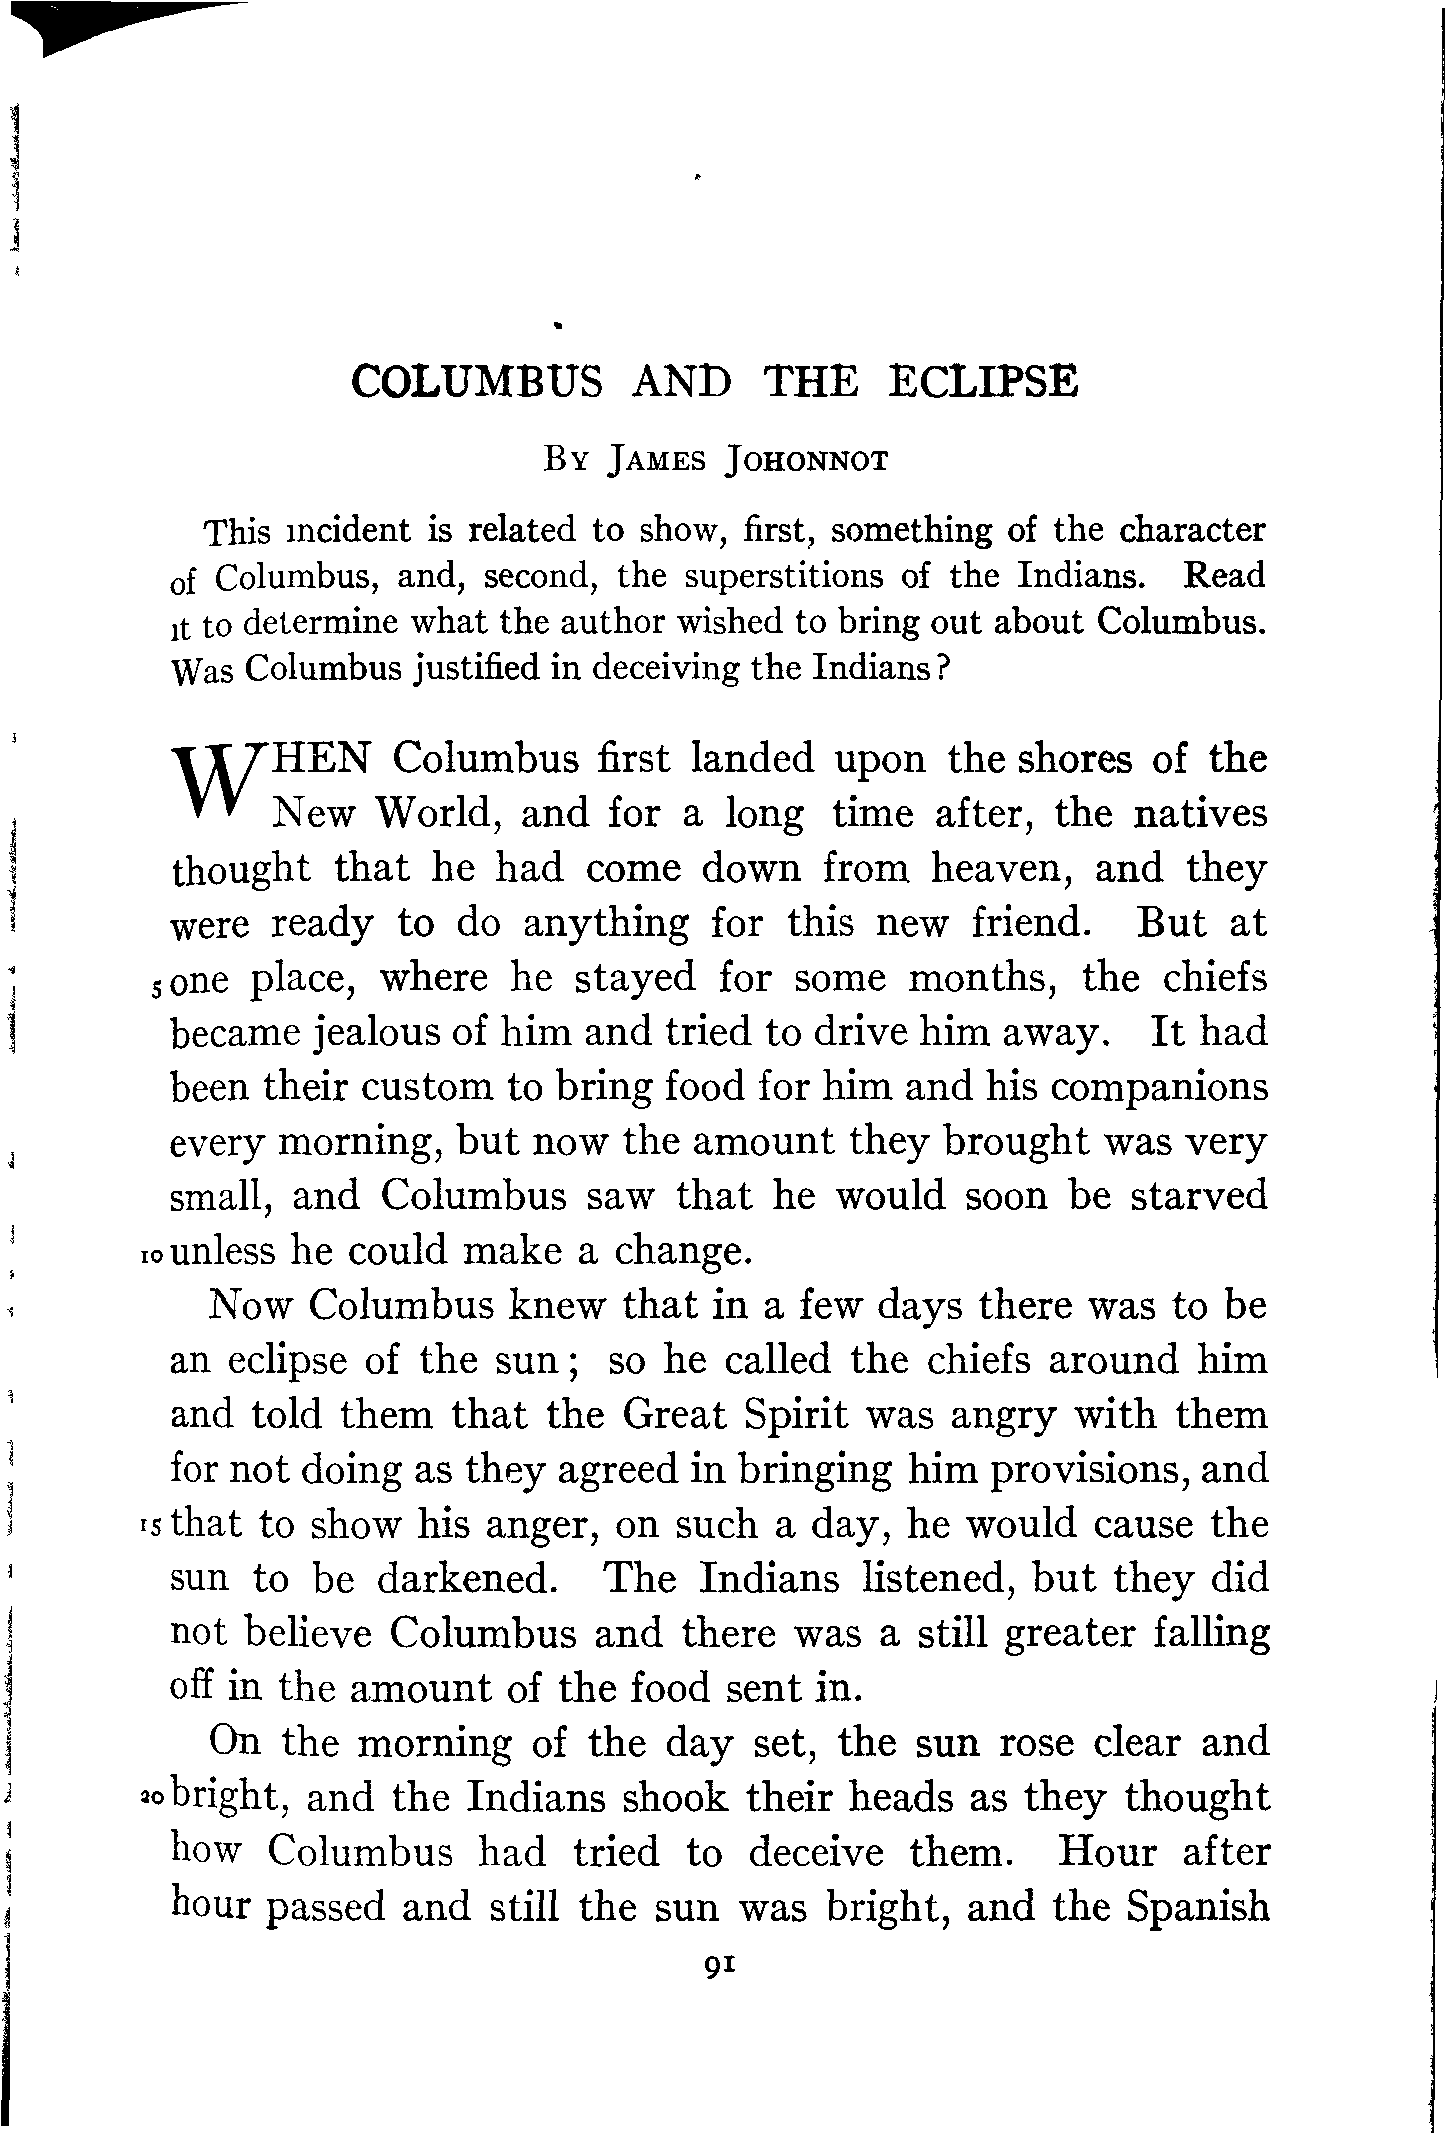 COLUMBUS AND THE ECLIPSE
BY JAMES JOHONNOT
This incident is related to show, first, something of the character
of Columbus, and, second, the superstitions of the Indians. Read
it to determine what the author wished to bring out about Columbus.
Was Columbus justified in deceiving the Indians?
WHEN Columbus first landed upon the shores of the
New World, and for a long time after, the natives
thought that he had come down from heaven, and they
were ready to do anything for this new friend. But at
5 one place, where he stayed for some months, the chiefs
became jealous of him and tried to drive him away. It had
been their custom to bring food for him and his companions
every morning, but now the amount they brought was very
small, and Columbus saw that he would soon be starved
10 unless he could make a change.
Now Columbus knew that in a few days there was to be
an eclipse of the sun; so he called the chiefs around him
and told them that the Great Spirit was angry with them
for not doing as they agreed in bringing him provisions, and
15 that to show his anger, on such a day, he would cause the
sun to be darkened. The Indians listened, but they did
not believe Columbus and there was a still greater falling
off in the amount of the food sent in.
On the morning of the day set, the sun rose clear and
20 bright, and the Indians shook their heads as they thought
how Columbus had tried to deceive them. Hour after
hour passed and still the sun was bright, and the Spanish
91